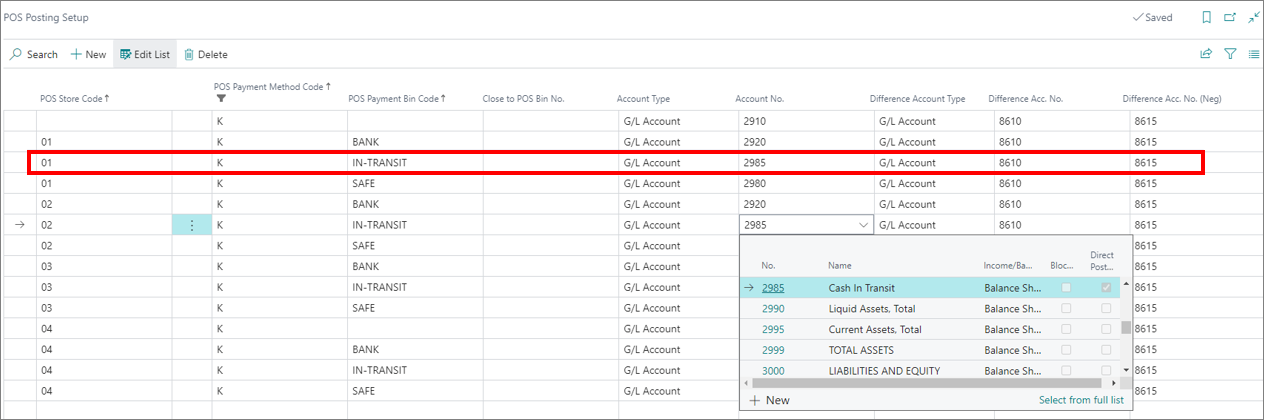 POS Posting Setup
Saved
Search New Edit List Delete
POS Store Code↑ POS Payment Method Code↑ POS Payment Bin Code↑ Close to POS Bin No. Account Type Account No. Difference Account Type Difference Acc. No. Difference Acc. No. (Neg)
K G/L Account 2910 G/L Account 8610 8615
01 K BANK G/L Account 2920 G/L Account 8610 8615
01 K IN-TRANSIT G/L Account 2985 G/L Account 8610 8615
01 K SAFE G/L Account 2980 G/L Account 8610 8615
02 K BANK G/L Account 2920 G/L Account 8610 8615
02 K IN-TRANSIT G/L Account 2985 G/L Account 8610 8615
02 K SAFE G/L Account 8615
03 K BANK G/L Account 8615
03 K IN-TRANSIT G/L Account 8615
03 K SAFE G/L Account 8615
04 K G/L Account 8615
04 K BANK G/L Account 8615
04 K IN-TRANSIT G/L Account 8615
04 K SAFE G/L Account 8615
No. Name Income/Ba... Bloc... Direct Post...
2985 Cash In Transit Balance Sh...
2990 Liquid Assets, Total Balance Sh...
2995 Current Assets, Total Balance Sh...
2999 TOTAL ASSETS Balance Sh...
3000 LIABILITIES AND EQUITY Balance Sh...
New Select from full list